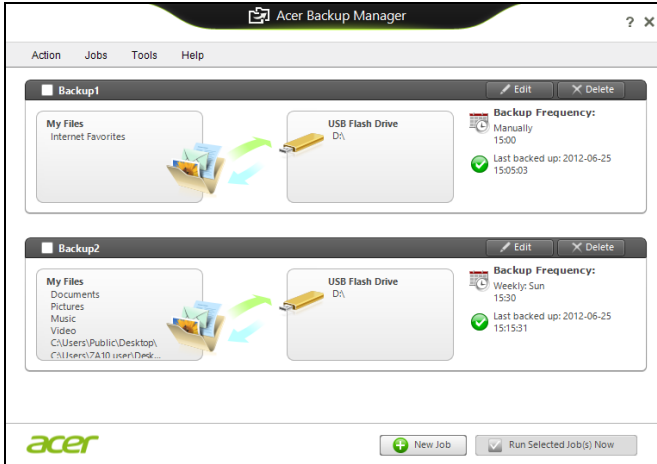 Acer Backup Manager
? X
Action Jobs Tools Help
Backup1
Edit
Delete
My Files
Internet Favorites
USB Flash Drive
D:\
Backup Frequency:
Manually
15:00
Last backed up: 2012-06-25
15:05:03
Backup2
Edit
Delete
My Files
Documents
Pictures
Music
Video
C:\Users\Public\Desktop\
C:\Users\ZA10 user\Desk...
USB Flash Drive
D:\
Backup Frequency:
Weekly: Sun
15:30
Last backed up: 2012-06-25
15:15:31
acer
New Job
Run Selected Job(s) Now